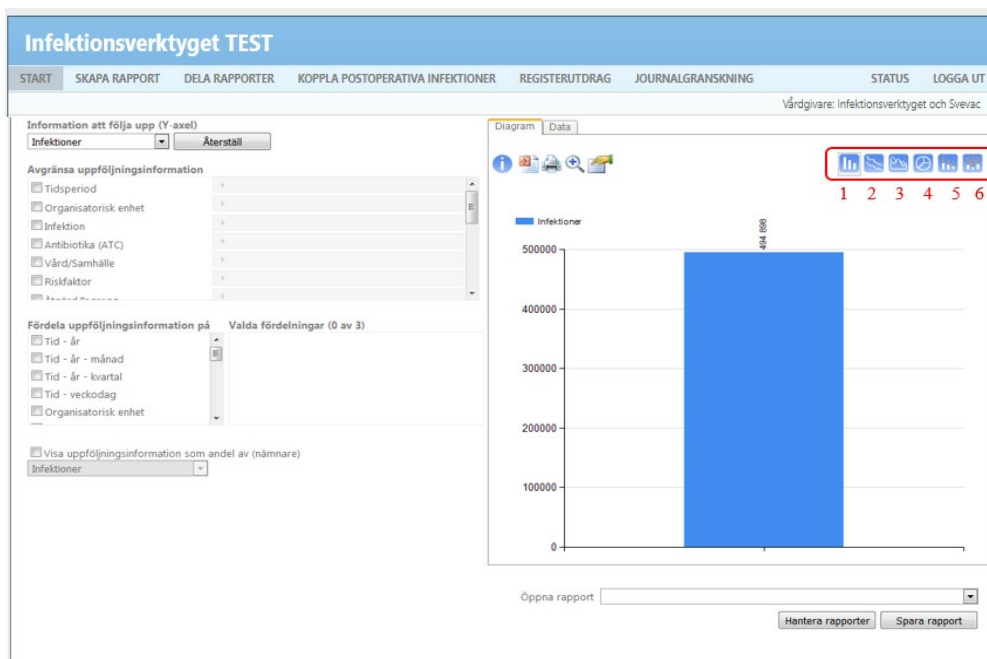 Infektionsverktyget TEST
START SKAPA RAPPORT DELA RAPPORTER KOPPLA POSTOPERATIVA INFEKTIONER REGISTERUTDRAG JOURNALGRANSKNING STATUS LOGGA UT
Vårdgivare: Infektionsverktyget och Svevac
Information att följa upp (Y-axel)
Infektioner Återställ
Avgränsa uppföljningsinformation
Tidsperiod
Organisatorisk enhet
Infektion
Antibiotika (ATC)
Vård/Samhälle
Riskfaktor
Fördela uppföljningsinformation på Valda fördelningar (0 av 3)
Tid - år
Tid - år - månad
Tid - år - kvartal
Tid - veckodag
Organisatorisk enhet
Visa uppföljningsinformation som andel av (nämnare)
Infektioner
Diagram Data
1 2 3 4 5 6
Infektioner
494 898
500000
400000
300000
200000
100000
0
Öppna rapport
Hantera rapporter Spara rapport